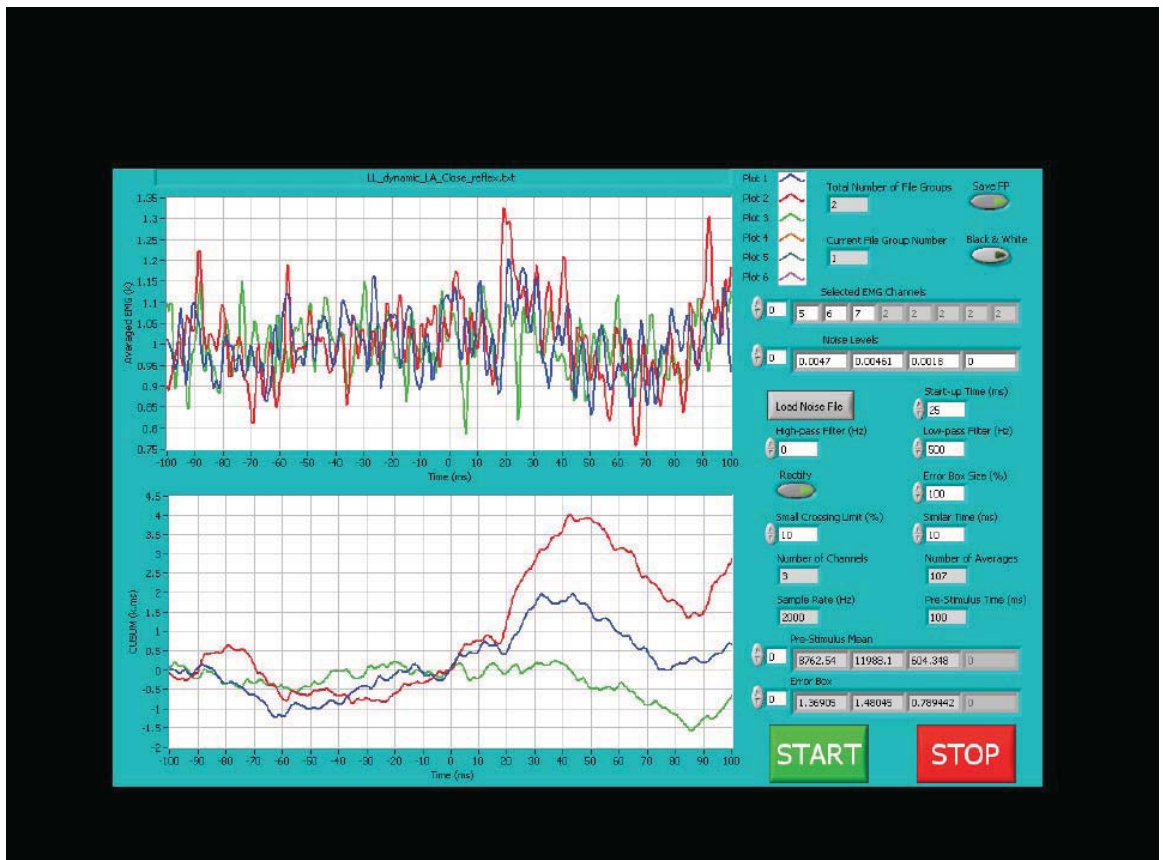 LL_dynamic_LA_Close_reflex.txt
Averaged EMG (k)
1.35
1.3
1.25
1.2
1.15
1.1
1.05
1
0.95
0.9
0.85
0.8
0.75
-100 -90 -80 -70 -60 -50 -40 -30 -20 -10 0 10 20 30 40 50 60 70 80 90 100
Time (ms)
CUSUM (k.ms)
4.5
4
3.5
3
2.5
2
1.5
1
0.5
0
-0.5
-1
-1.5
-2
-100 -90 -80 -70 -60 -50 -40 -30 -20 -10 0 10 20 30 40 50 60 70 80 90 100
Time (ms)
Plot 1
Plot 2
Plot 3
Plot 4
Plot 5
Plot 6
Total Number of File Groups
2
Save FP
Current File Group Number
1
Black & White
Selected EMG Channels
0 5 6 7 2 2 2 2 2
Noise Levels
0 0.0047 0.00461 0.0018 0
Load Noise File
Start-up Time (ms)
25
High-pass Filter (Hz)
0
Low-pass Filter (Hz)
500
Rectify
Error Box Size (%)
100
Small Crossing Limit (%)
10
Similar Time (ms)
10
Number of Channels
3
Number of Averages
107
Sample Rate (Hz)
2000
Pre-Stimulus Time (ms)
100
Pre-Stimulus Mean
0 8762.54 11988.1 604.348 0
Error Box
0 1.36905 1.48045 0.789442 0
START
STOP